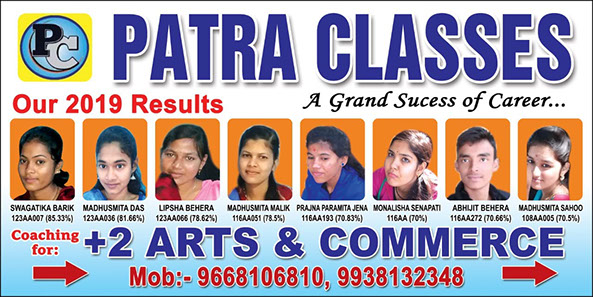 PC
PATRA CLASSES
Our 2019 Results
A Grand Sucess of Career...
SWAGATIKA BARIK
123AA007 (85.33%)
MADHUSMITA DAS
123AA036 (81.66%)
LIPSHA BEHERA
123AA066 (78.62%)
MADHUSMITA MALIK
116AA051 (78.5%)
PRAJNA PARAMITA JENA
116AA193 (70.83%)
MONALISHA SENAPATI
116AA (70%)
ABHIJIT BEHERA
116AA272 (70.66%)
MADHUSMITA SAHOO
108AA005 (70.5%)
Coaching
for:
+2 ARTS & COMMERCE
Mob:- 9668106810, 9938132348